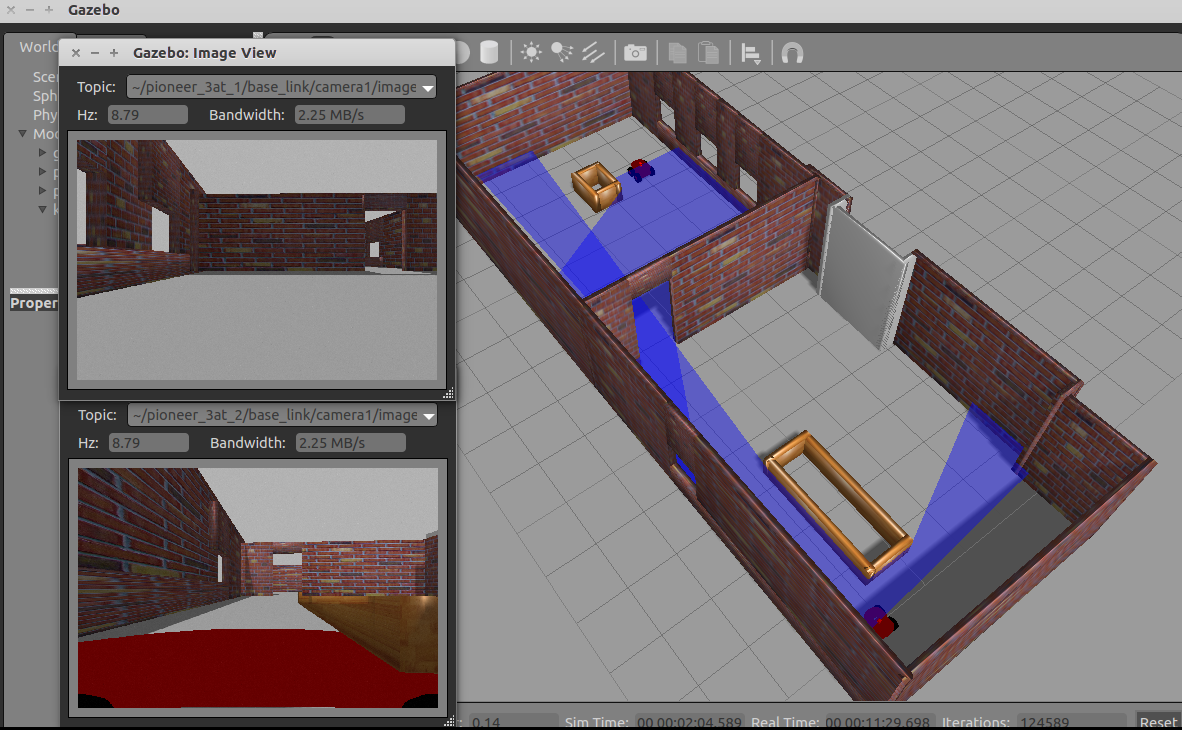 Gazebo
World
Gazebo: Image View
Topic: ~/pioneer_3at_1/base_link/camera1/image
Hz: 8.79 Bandwidth: 2.25 MB/s
Scen
Sph
Phy
Mod
Proper
Topic: ~/pioneer_3at_2/base_link/camera1/image
Hz: 8.79 Bandwidth: 2.25 MB/s
0.14 Sim Time: 00 00:02:04.589 Real Time: 00 00:11:29.698 Iterations: 124589 Reset